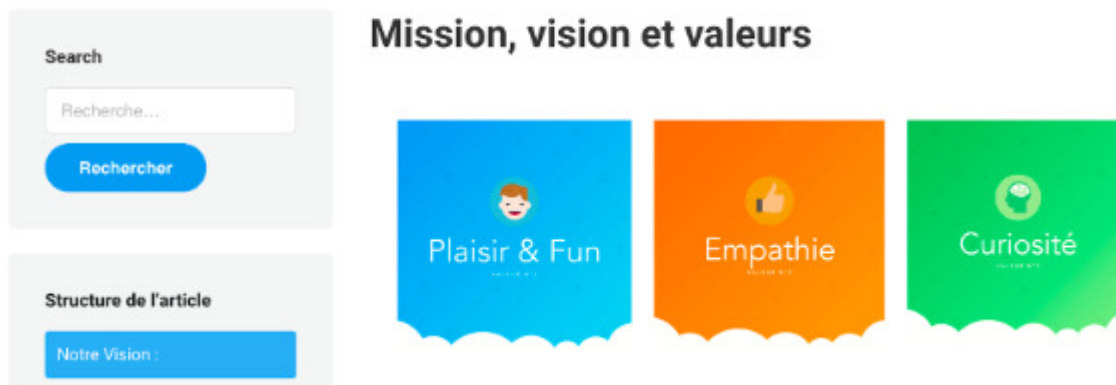 Search
Recherche...
Rechercher
Structure de l'article
Notre Vision :
Mission, vision et valeurs
Plaisir & Fun
Empathie
Curiosité